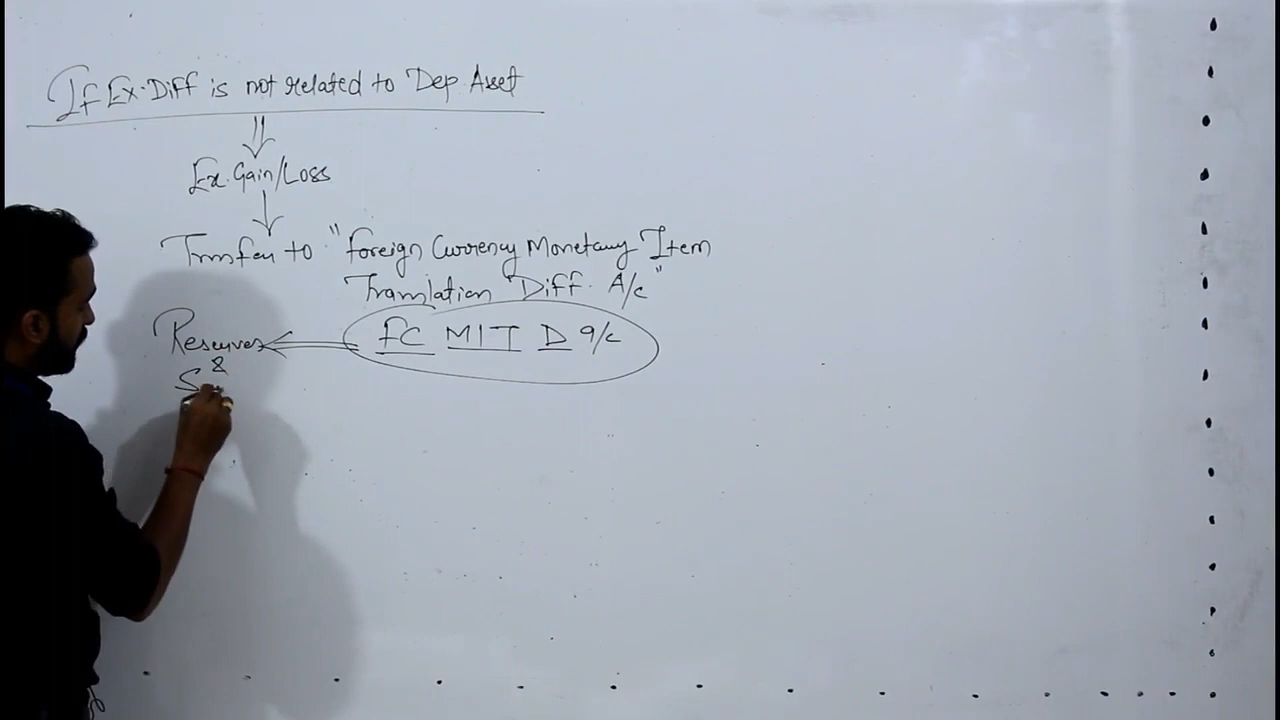 If Ex. Diff is not related to Dep Asset
Ex. Gain/Loss
Transfer to "Foreign Currency Monetary Item
Translation Diff. A/c"
Reserves FC MIT D a/c
&
S